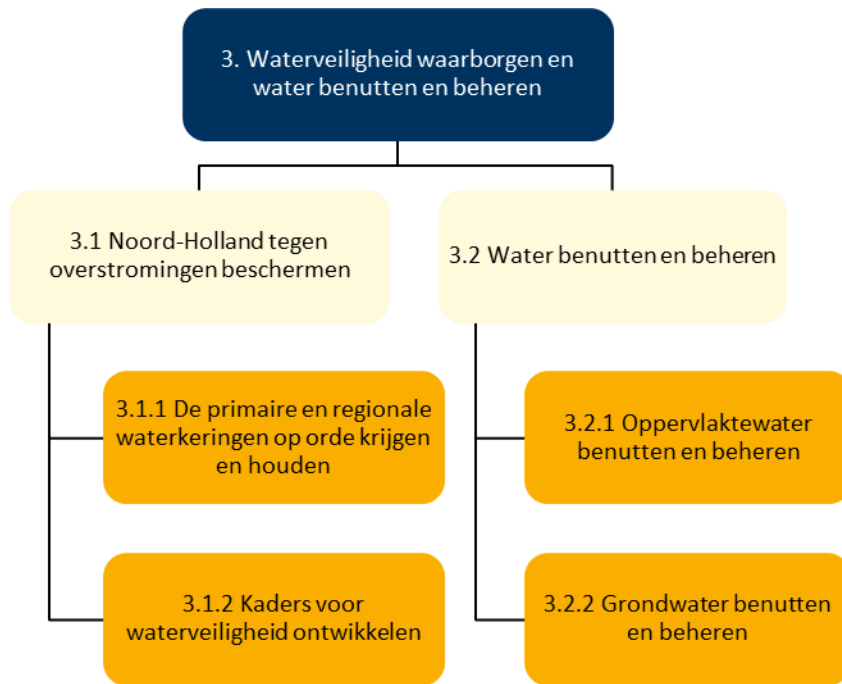 3. Waterveiligheid waarborgen en
water benutten en beheren
3.1 Noord-Holland tegen
overstromingen beschermen
3.2 Water benutten en beheren
3.1.1 De primaire en regionale
waterkeringen op orde krijgen
en houden
3.2.1 Oppervlaktewater
benutten en beheren
3.1.2 Kaders voor
waterveiligheid ontwikkelen
3.2.2 Grondwater benutten
en beheren